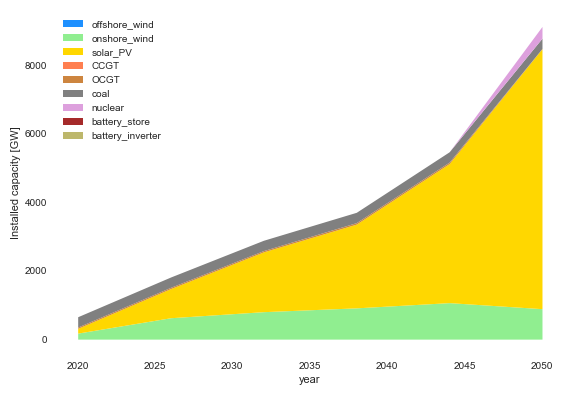 offshore_wind
onshore_wind
solar_PV
CCGT
OCGT
coal
nuclear
battery_store
battery_inverter
Installed capacity [GW]
8000
6000
4000
2000
0
2020 2025 2030 2035 2040 2045 2050
year